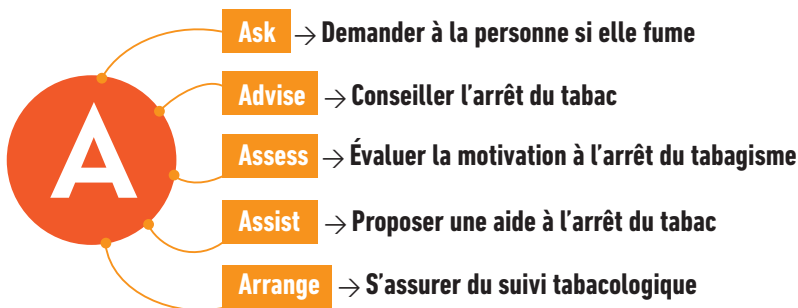 Ask → Demander à la personne si elle fume
Advise → Conseiller l'arrêt du tabac
A
Assess → Évaluer la motivation à l'arrêt du tabagisme
Assist → Proposer une aide à l'arrêt du tabac
Arrange → S'assurer du suivi tabacologique